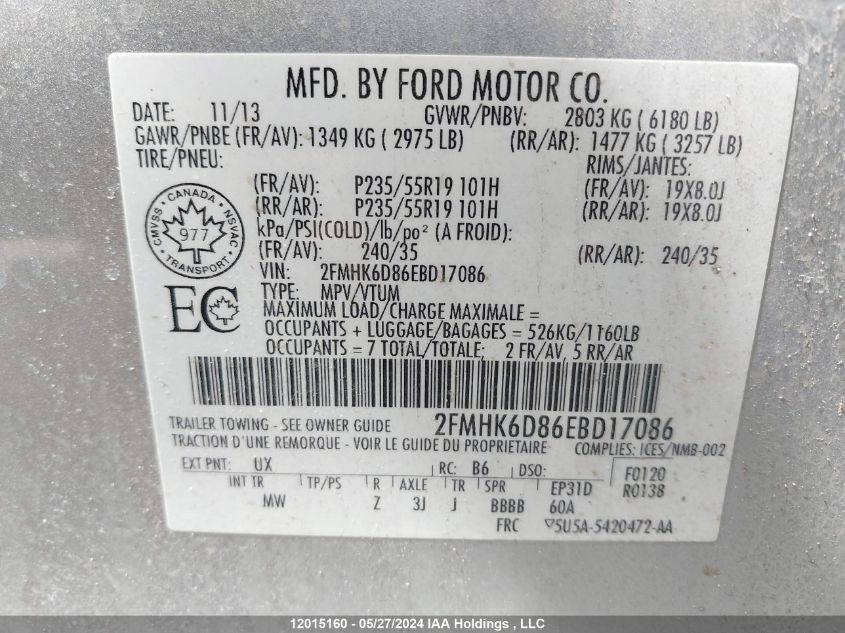 MFD. BY FORD MOTOR CO.
DATE: 11/13 GVWR/PNBV: 2803 KG ( 6180 LB)
GAWR/PNBE (FR/AV): 1349 KG ( 2975 LB) (RR/AR): 1477 KG ( 3257 LB)
TIRE/PNEU: RIMS/JANTES:
(FR/AV): P235/55R19 101H (FR/AV): 19X8.0J
(RR/AR): P235/55R19 101H (RR/AR): 19X8.0J
kPa/PSI(COLD)/lb/po² (A FROID):
(FR/AV): 240/35 (RR/AR): 240/35
CANADA
CMVSS 977 NSVAC
TRANSPORT
VIN: 2FMHK6D86EBD17086
TYPE: MPV/VTUM
EC
MAXIMUM LOAD/CHARGE MAXIMALE =
OCCUPANTS + LUGGAGE/BAGAGES = 526KG/1160LB
OCCUPANTS = 7 TOTAL/TOTALE; 2 FR/AV, 5 RR/AR
TRAILER TOWING - SEE OWNER GUIDE 2FMHK6D86EBD17086
TRACTION D'UNE REMORQUE - VOIR LE GUIDE DU PROPRIETAIRE COMPLIES: ICES/NMB-002
EXT PNT: UX RC: B6 DSO: F0120
INT TR TP/PS R AXLE TR SPR EP31D R0138
MW Z 3J J BBBB 60A
FRC 5U5A-5420472-AA
12015160 - 05/27/2024 IAA Holdings , LLC